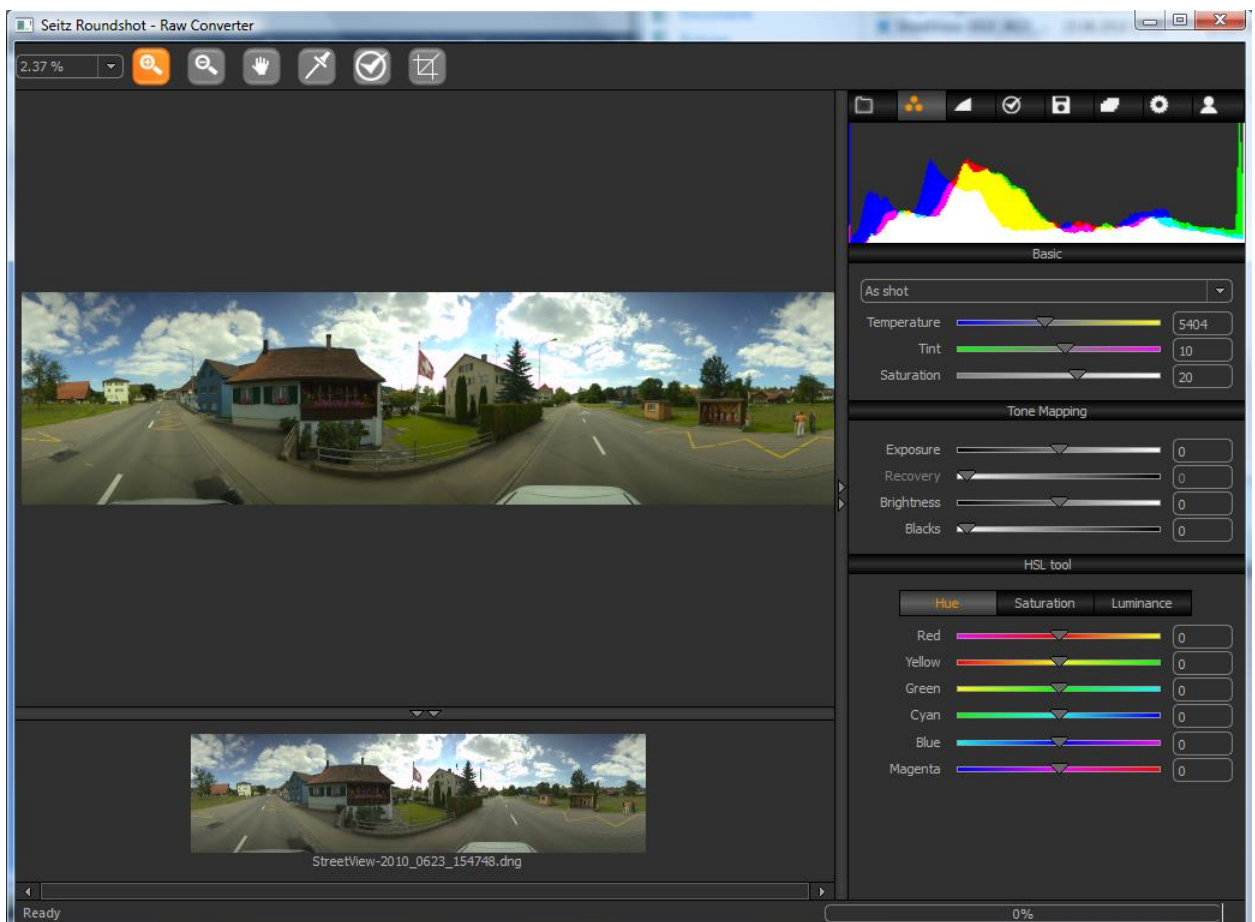 Seitz Roundshot - Raw Converter
2.37 %
Basic
As shot
Temperature 5404
Tint 10
Saturation 20
Tone Mapping
Exposure 0
Recovery 0
Brightness 0
Blacks 0
HSL tool
Hue Saturation Luminance
Red 0
Yellow 0
Green 0
Cyan 0
Blue 0
Magenta 0
StreetView-2010_0623_154748.dng
Ready 0%